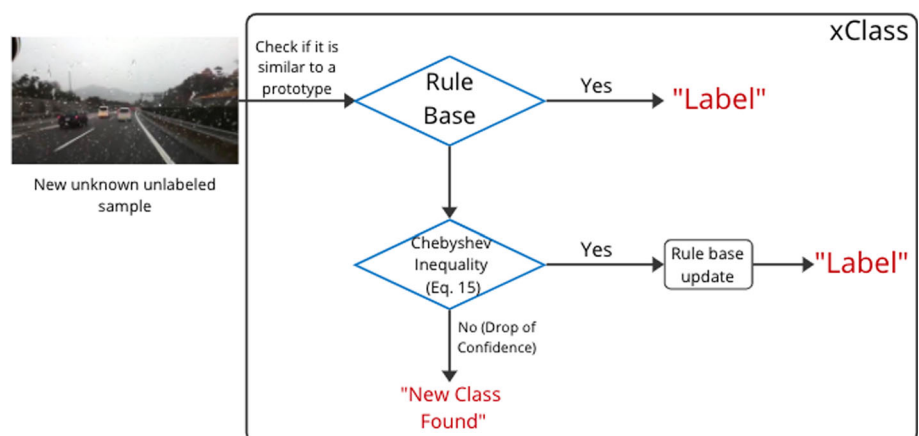 xClass
Check if it is
similar to a
prototype
Rule
Base
Yes
"Label"
New unknown unlabeled
sample
Chebyshev
Inequality
(Eq. 15)
Yes
Rule base
update
"Label"
No (Drop of
Confidence)
"New Class
Found"